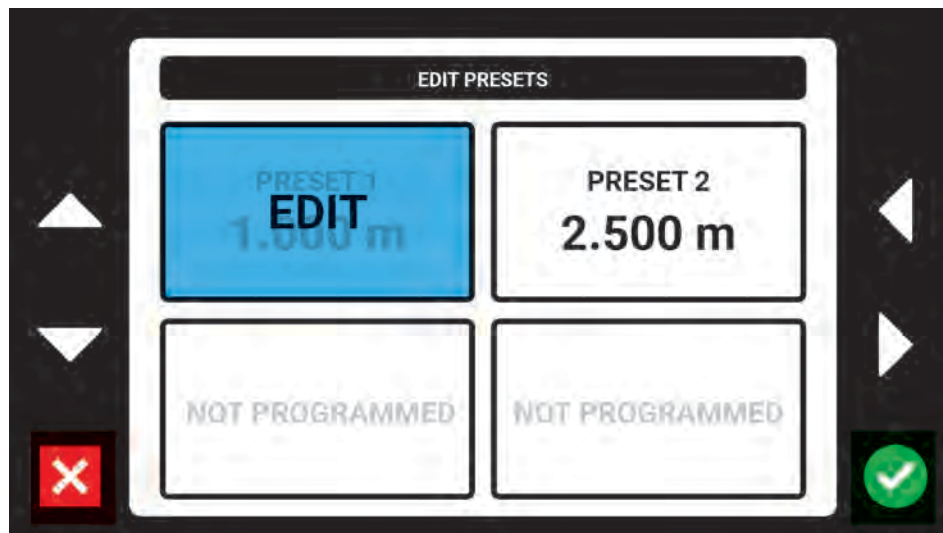 EDIT PRESETS
PRESET 1
EDIT
m
PRESET 2
2.500 m
NOT PROGRAMMED
NOT PROGRAMMED